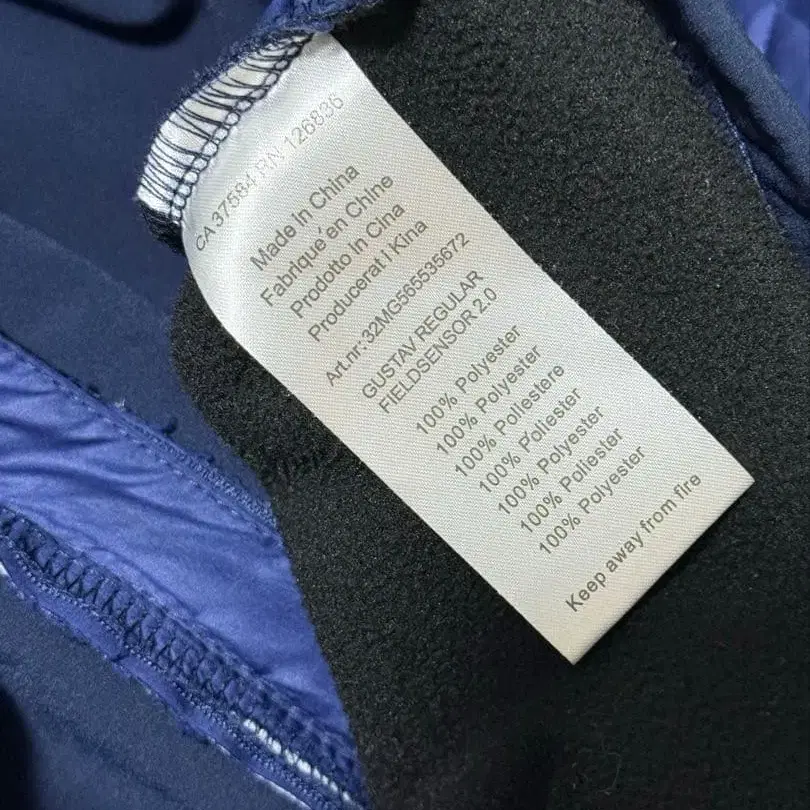 CA 37584 RN 126836
Made In China
Fabriqué en Chine
Prodotto In Cina
Producerat I Kina
Art.nr: 32MG565535672
GUSTAV REGULAR
FIELDSENSOR 2.0
100% Polyester
100% Polyester
100% Poliestere
100% Poliester
100% Polyester
100% Poliester
100% Polyester
Keep away from fire